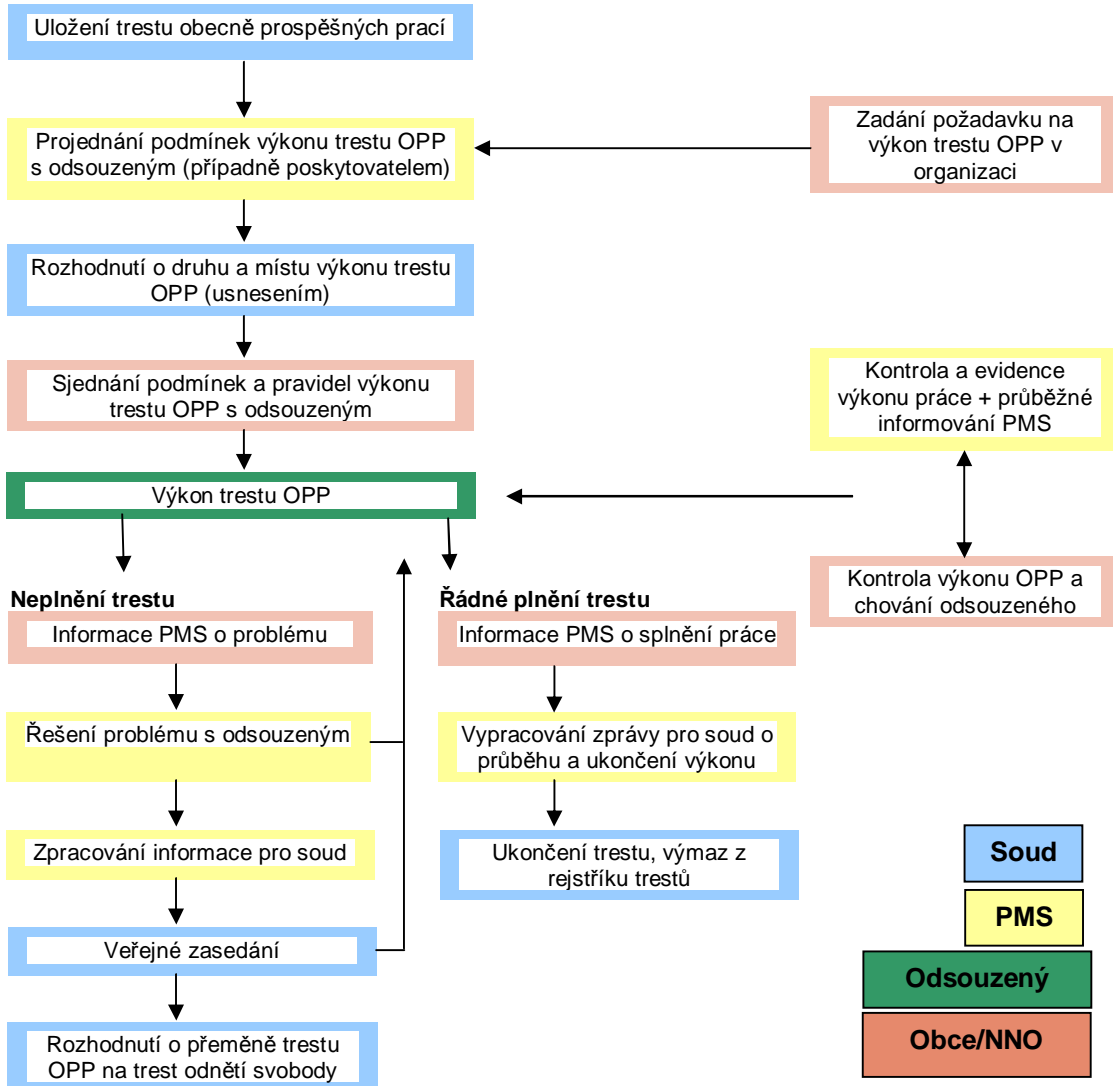 Uložení trestu obecně prospěšných prací
Projednání podmínek výkonu trestu OPP
s odsouzeným (případně poskytovatelem)
Zadání požadavku na
výkon trestu OPP v
organizaci
Rozhodnutí o druhu a místu výkonu trestu
OPP (usnesením)
Sjednání podmínek a pravidel výkonu
trestu OPP s odsouzeným
Kontrola a evidence
výkonu práce + průběžné
informování PMS
Výkon trestu OPP
Kontrola výkonu OPP a
chování odsouzeného
Neplnění trestu
Informace PMS o problému
Řešení problému s odsouzeným
Zpracování informace pro soud
Veřejné zasedání
Rozhodnutí o přeměně trestu
OPP na trest odnětí svobody
Řádné plnění trestu
Informace PMS o splnění práce
Vypracování zprávy pro soud o
průběhu a ukončení výkonu
Ukončení trestu, výmaz z
rejstříku trestů
Soud
PMS
Odsouzený
Obce/NNO